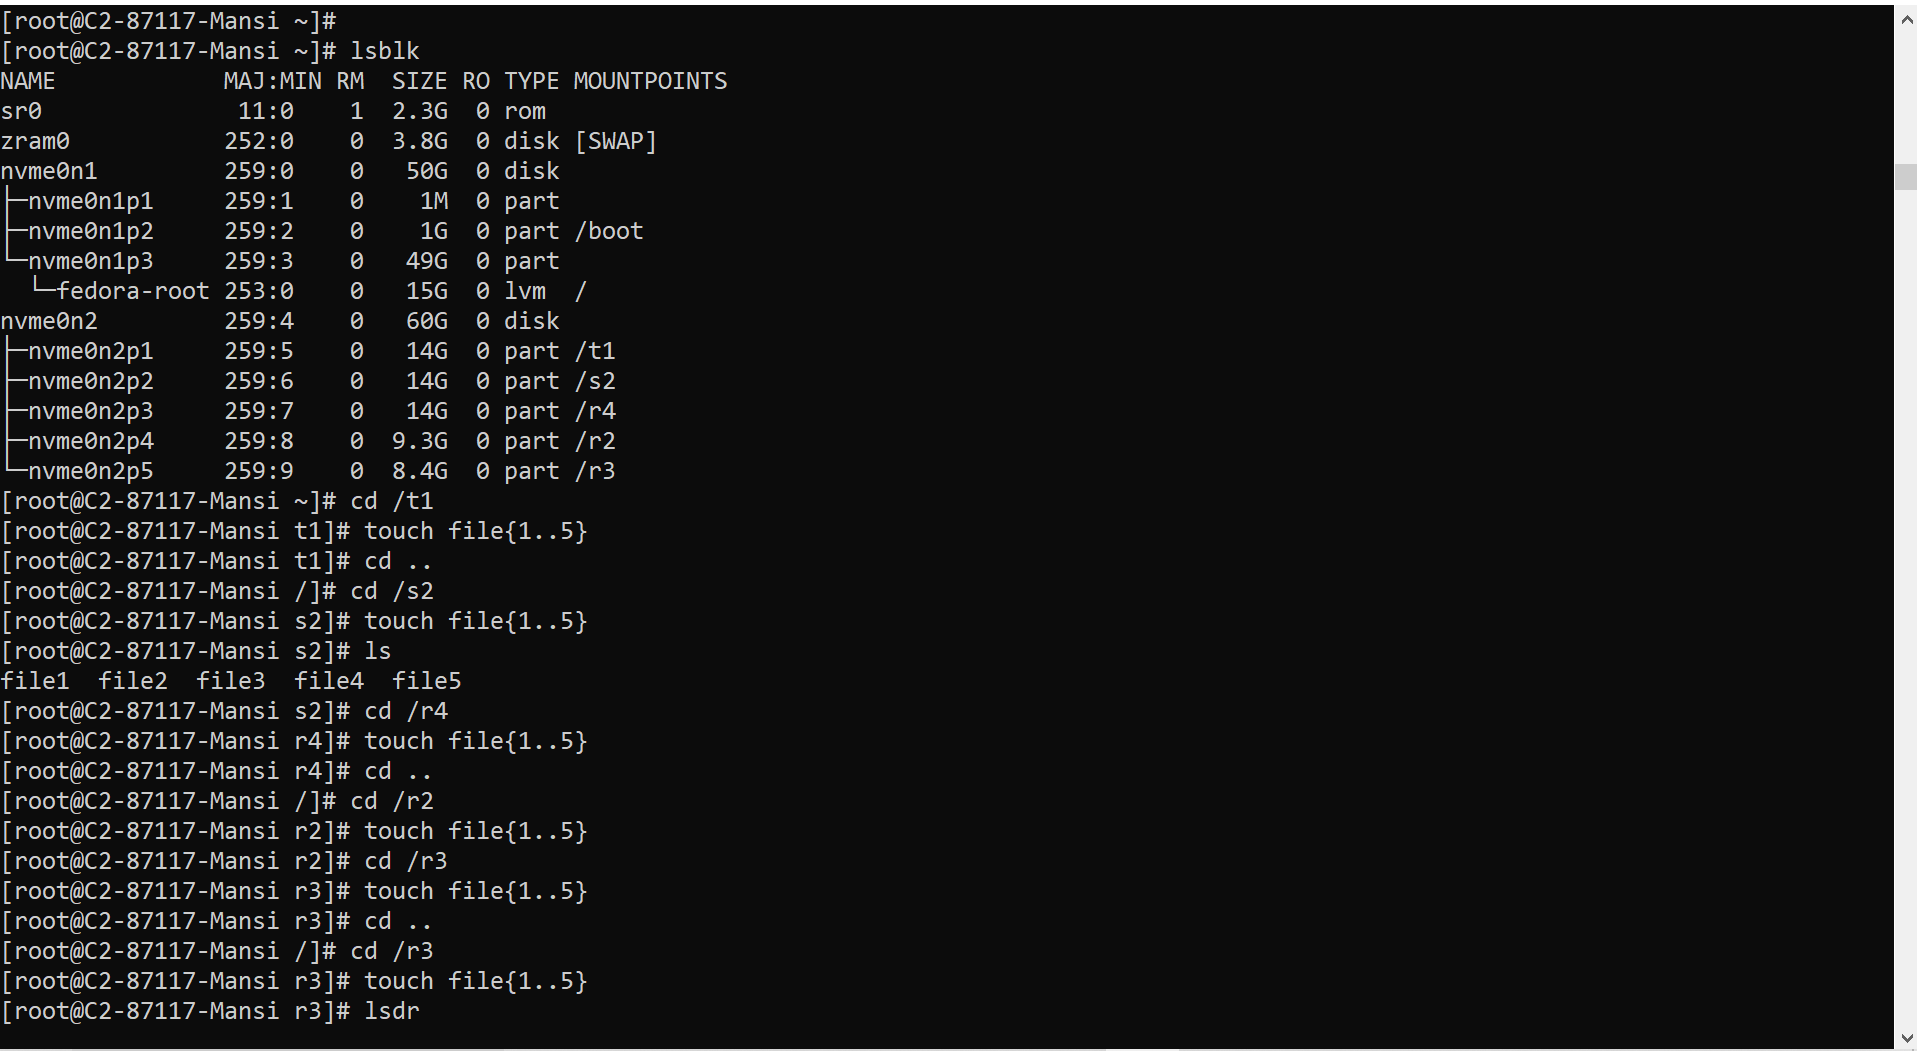 [root@C2-87117-Mansi ~]#
[root@C2-87117-Mansi ~]# lsblk
NAME            MAJ:MIN RM  SIZE RO TYPE MOUNTPOINTS
sr0              11:0    1  2.3G  0 rom
zram0           252:0    0  3.8G  0 disk [SWAP]
nvme0n1         259:0    0   50G  0 disk
├─nvme0n1p1     259:1    0    1M  0 part
├─nvme0n1p2     259:2    0    1G  0 part /boot
└─nvme0n1p3     259:3    0   49G  0 part
  └─fedora-root 253:0    0   15G  0 lvm  /
nvme0n2         259:4    0   60G  0 disk
├─nvme0n2p1     259:5    0   14G  0 part /t1
├─nvme0n2p2     259:6    0   14G  0 part /s2
├─nvme0n2p3     259:7    0   14G  0 part /r4
├─nvme0n2p4     259:8    0  9.3G  0 part /r2
└─nvme0n2p5     259:9    0  8.4G  0 part /r3
[root@C2-87117-Mansi ~]# cd /t1
[root@C2-87117-Mansi t1]# touch file{1..5}
[root@C2-87117-Mansi t1]# cd ..
[root@C2-87117-Mansi /]# cd /s2
[root@C2-87117-Mansi s2]# touch file{1..5}
[root@C2-87117-Mansi s2]# ls
file1  file2  file3  file4  file5
[root@C2-87117-Mansi s2]# cd /r4
[root@C2-87117-Mansi r4]# touch file{1..5}
[root@C2-87117-Mansi r4]# cd ..
[root@C2-87117-Mansi /]# cd /r2
[root@C2-87117-Mansi r2]# touch file{1..5}
[root@C2-87117-Mansi r2]# cd /r3
[root@C2-87117-Mansi r3]# touch file{1..5}
[root@C2-87117-Mansi r3]# cd ..
[root@C2-87117-Mansi /]# cd /r3
[root@C2-87117-Mansi r3]# touch file{1..5}
[root@C2-87117-Mansi r3]# lsdr